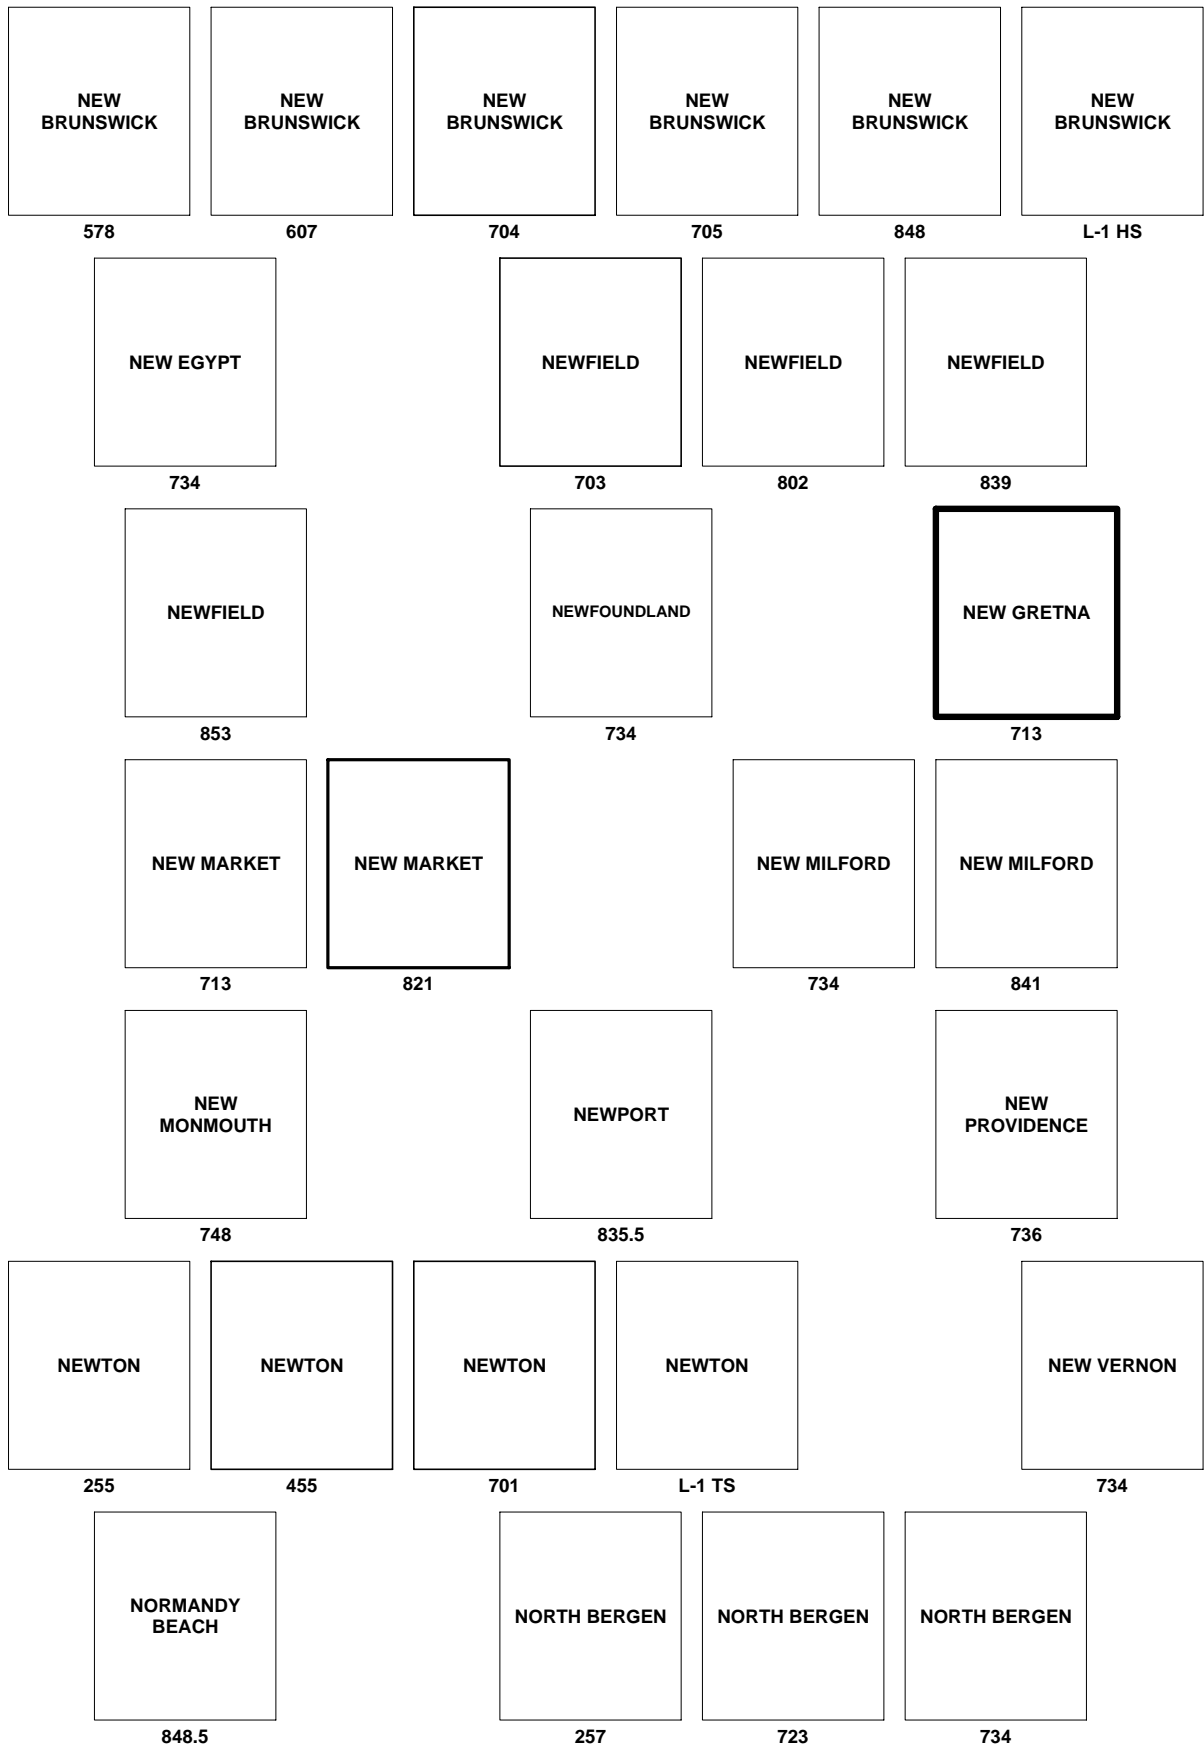 NEW
BRUNSWICK
NEW
BRUNSWICK
NEW
BRUNSWICK
NEW
BRUNSWICK
NEW
BRUNSWICK
NEW
BRUNSWICK
578
607
704
705
848
L-1 HS
NEW EGYPT
NEWFIELD
NEWFIELD
NEWFIELD
734
703
802
839
NEWFIELD
NEWFOUNDLAND
NEW GRETNA
853
734
713
NEW MARKET
NEW MARKET
NEW MILFORD
NEW MILFORD
713
821
734
841
NEW
MONMOUTH
NEWPORT
NEW
PROVIDENCE
748
835.5
736
NEWTON
NEWTON
NEWTON
NEWTON
NEW VERNON
255
455
701
L-1 TS
734
NORMANDY
BEACH
NORTH BERGEN
NORTH BERGEN
NORTH BERGEN
848.5
257
723
734